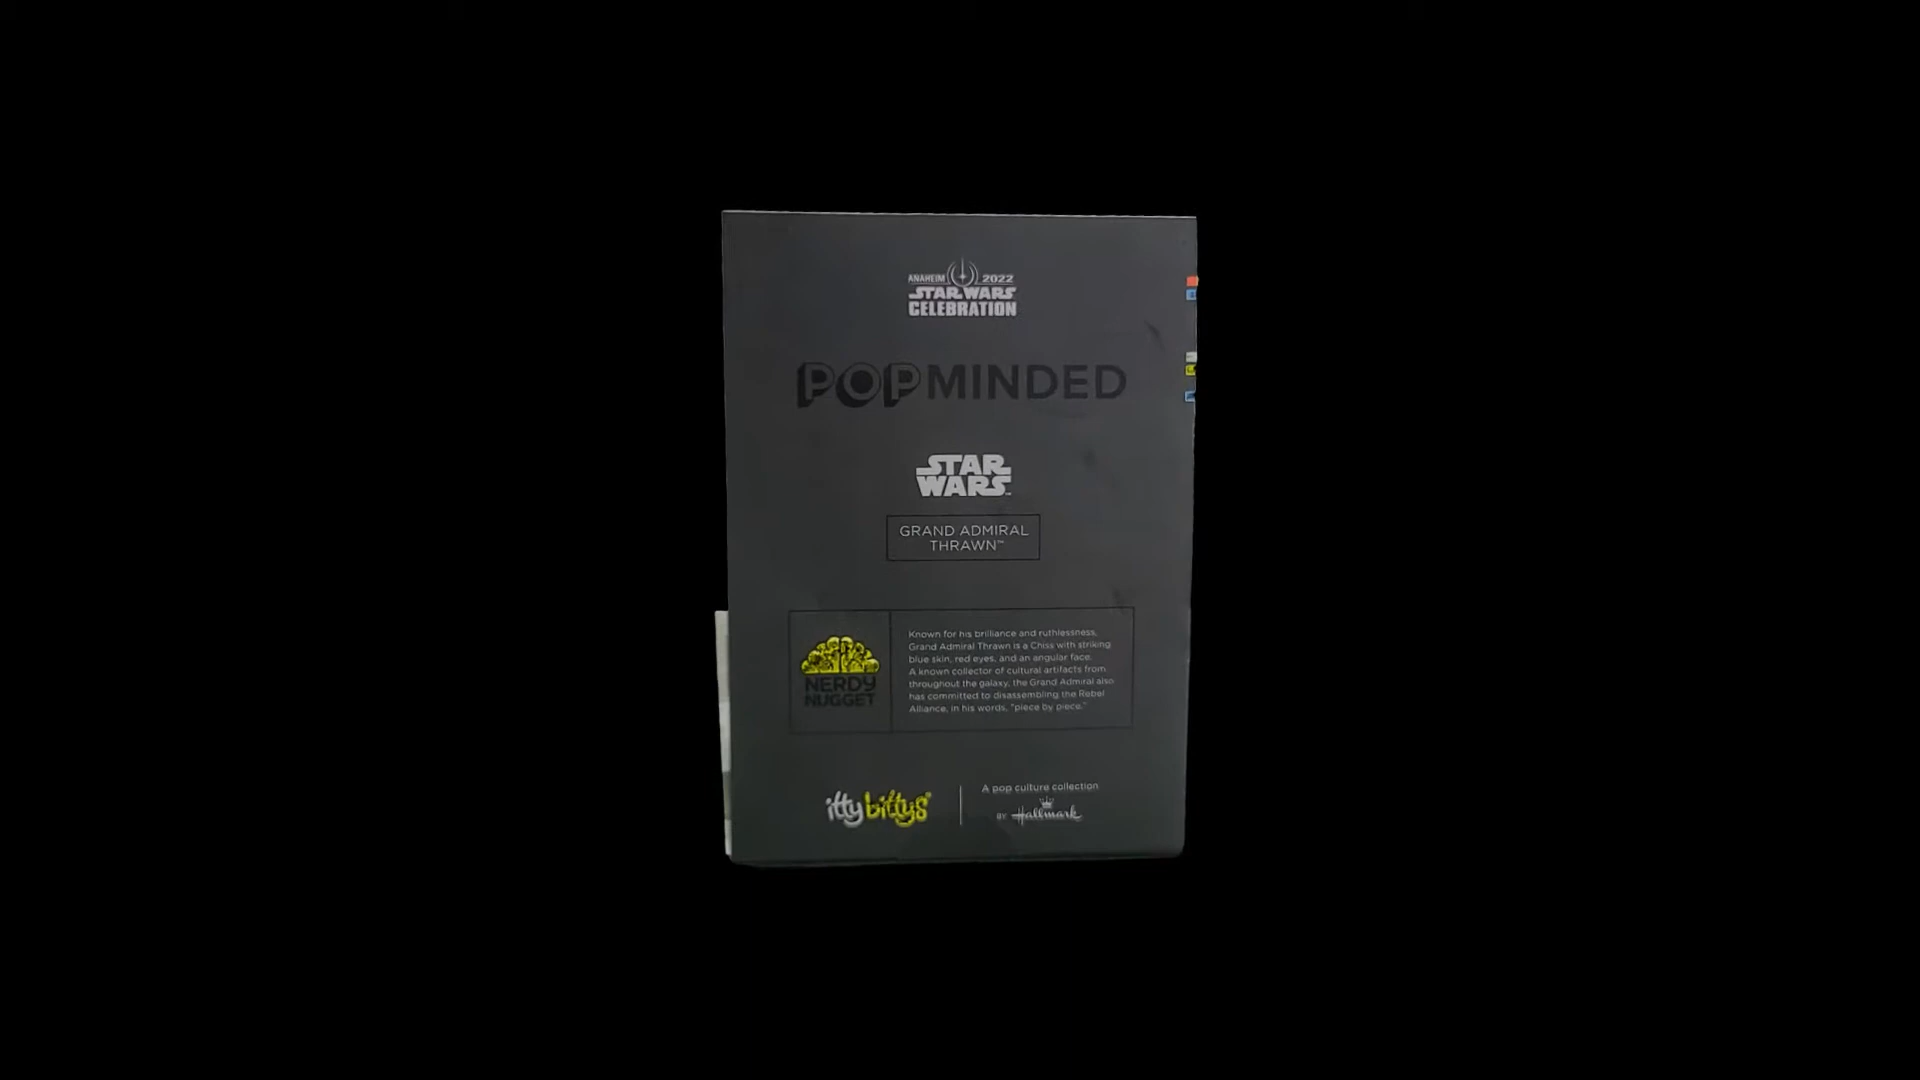 ANAHEIM 2022
STAR WARS
CELEBRATION
POPMINDED
STAR
WARS™
GRAND ADMIRAL
THRAWN™
NERDY
NUGGET
Known for his brilliance and ruthlessness,
Grand Admiral Thrawn is a Chiss with striking
blue skin, red eyes, and an angular face.
A known collector of cultural artifacts from
throughout the galaxy, the Grand Admiral also
has committed to disassembling the Rebel
Alliance, in his words, "piece by piece."
ittybittys®
A pop culture collection
BY Hallmark